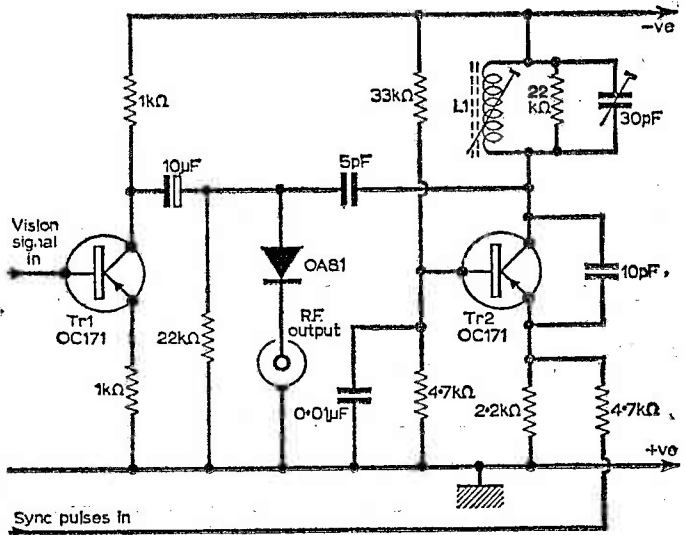 -ve
1kΩ
33kΩ
L1
22
kΩ
30pF
10µF
5pF
Vision
signal
in
Tr1
OC171
OA81
R.F.
output
Tr2
OC171
10pF
22kΩ
1kΩ
0·01µF
4·7kΩ
2·2kΩ
4·7kΩ
+ve
Sync pulses in